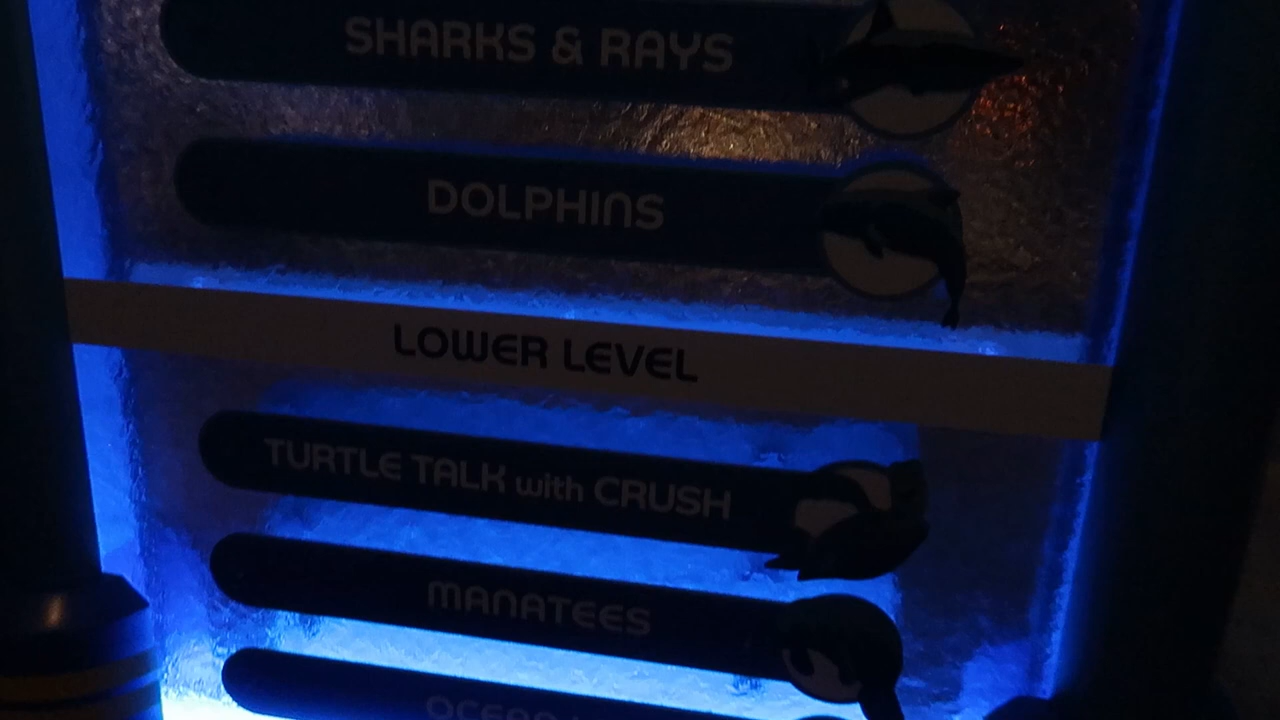 SHARKS & RAYS
DOLPHINS
LOWER LEVEL
TURTLE TALK with CRUSH
MANATEES